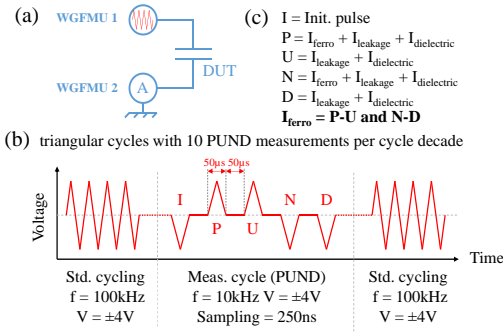 (a)
WGFMU 1
DUT
WGFMU 2
A
(c)
I = Init. pulse
P = I_ferro + I_leakage + I_dielectric
U = I_leakage + I_dielectric
N = I_ferro + I_leakage + I_dielectric
D = I_leakage + I_dielectric
I_ferro = P-U and N-D
(b) triangular cycles with 10 PUND measurements per cycle decade
50µs 50µs
I
P
U
N
D
Voltage
Time
Std. cycling
f = 100kHz
V = ±4V
Meas. cycle (PUND)
f = 10kHz V = ±4V
Sampling = 250ns
Std. cycling
f = 100kHz
V = ±4V